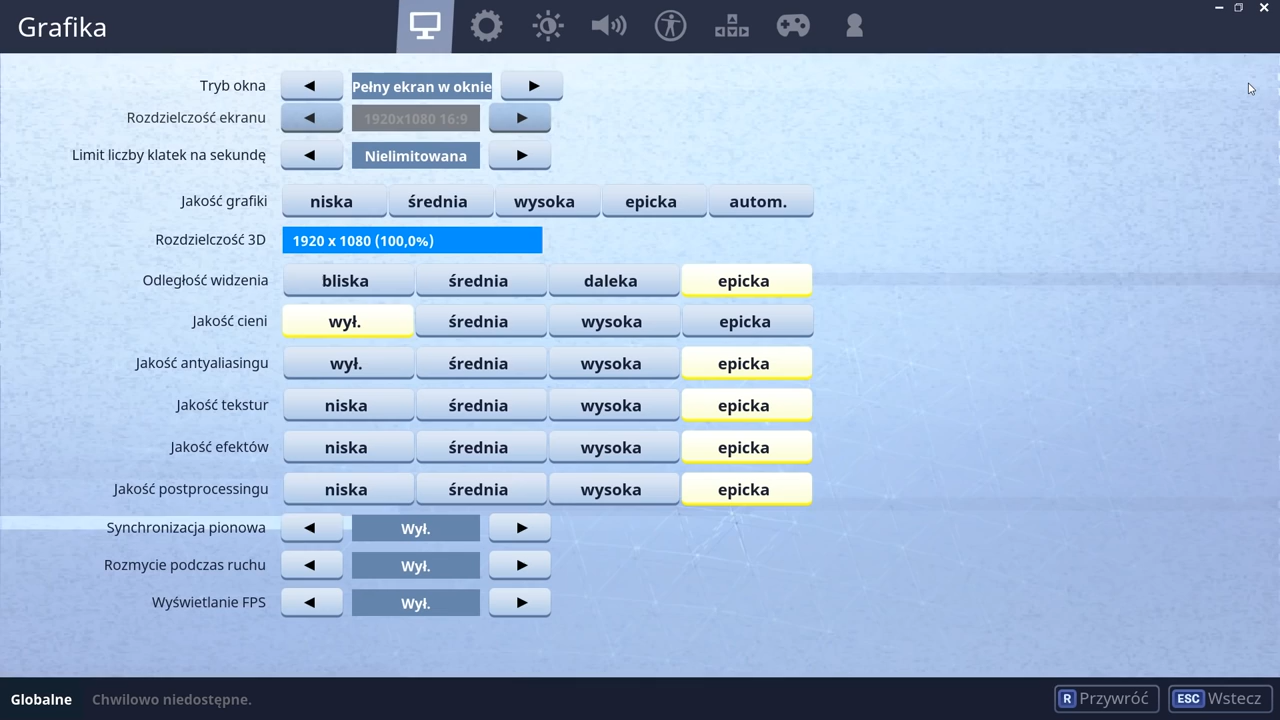 Grafika
Tryb okna Pełny ekran w oknie
Rozdzielczość ekranu 1920x1080 16:9
Limit liczby klatek na sekundę Nielimitowana
Jakość grafiki niska średnia wysoka epicka autom.
Rozdzielczość 3D 1920 x 1080 (100,0%)
Odległość widzenia bliska średnia daleka epicka
Jakość cieni wył. średnia wysoka epicka
Jakość antyaliasingu wył. średnia wysoka epicka
Jakość tekstur niska średnia wysoka epicka
Jakość efektów niska średnia wysoka epicka
Jakość postprocessingu niska średnia wysoka epicka
Synchronizacja pionowa Wył.
Rozmycie podczas ruchu Wył.
Wyświetlanie FPS Wył.
Globalne Chwilowo niedostępne. R Przywróć ESC Wstecz